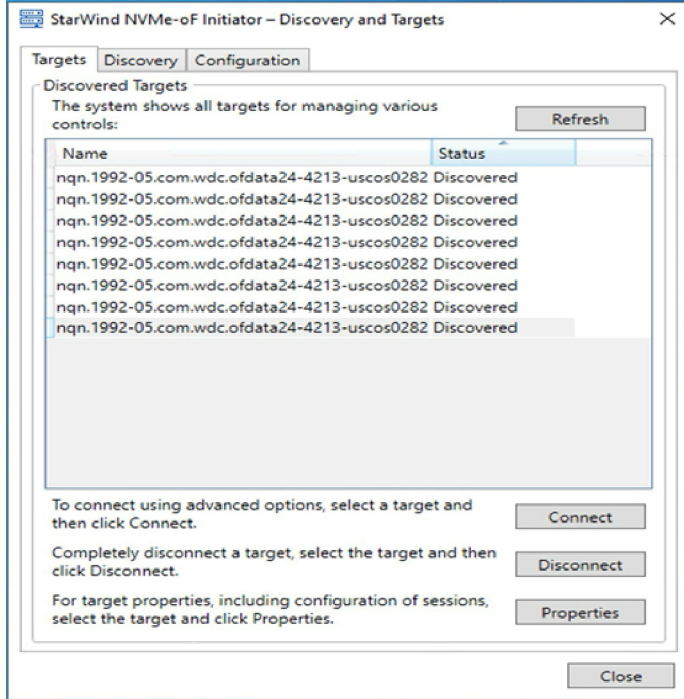 StarWind NVMe-oF Initiator – Discovery and Targets
Targets Discovery Configuration
Discovered Targets
The system shows all targets for managing various
controls:
Refresh
Name Status
nqn.1992-05.com.wdc.ofdata24-4213-uscos0282 Discovered
nqn.1992-05.com.wdc.ofdata24-4213-uscos0282 Discovered
nqn.1992-05.com.wdc.ofdata24-4213-uscos0282 Discovered
nqn.1992-05.com.wdc.ofdata24-4213-uscos0282 Discovered
nqn.1992-05.com.wdc.ofdata24-4213-uscos0282 Discovered
nqn.1992-05.com.wdc.ofdata24-4213-uscos0282 Discovered
nqn.1992-05.com.wdc.ofdata24-4213-uscos0282 Discovered
nqn.1992-05.com.wdc.ofdata24-4213-uscos0282 Discovered
To connect using advanced options, select a target and
then click Connect.
Connect
Completely disconnect a target, select the target and then
click Disconnect.
Disconnect
For target properties, including configuration of sessions,
select the target and click Properties.
Properties
Close